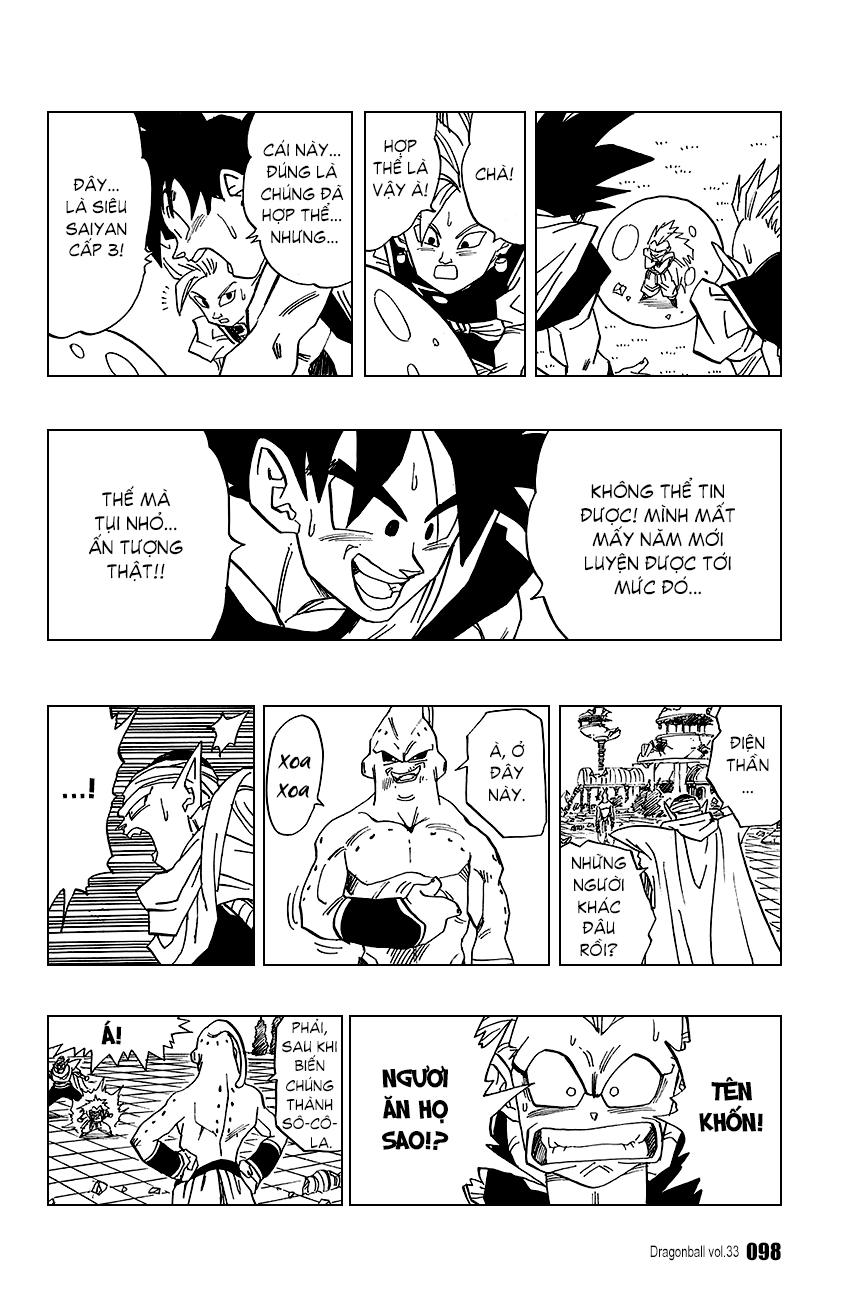 CHÀ!
HỢP
THỂ LÀ
VẬY À!
CÁI NÀY...
ĐÚNG LÀ
CHÚNG ĐÃ
HỢP THỂ...
NHƯNG...
ĐÂY...
LÀ SIÊU
SAIYAN
CẤP 3!
KHÔNG THỂ TIN
ĐƯỢC! MÌNH MẤT
MẤY NĂM MỚI
LUYỆN ĐƯỢC TỚI
MỨC ĐÓ...
THẾ MÀ
TỤI NHỎ...
ẤN TƯỢNG
THẬT!!
ĐIỆN
THẦN
...
NHỮNG
NGƯỜI
KHÁC
ĐÂU
RỒI?
À, Ở
ĐÂY
NÀY.
XOA
XOA
...!
TÊN
KHỐN!
NGƯƠI
ĂN HỌ
SAO!?
PHẢI,
SAU KHI
BIẾN
CHÚNG
THÀNH
SÔ-CÔ-
LA.
Á!
Dragonball vol.33 098